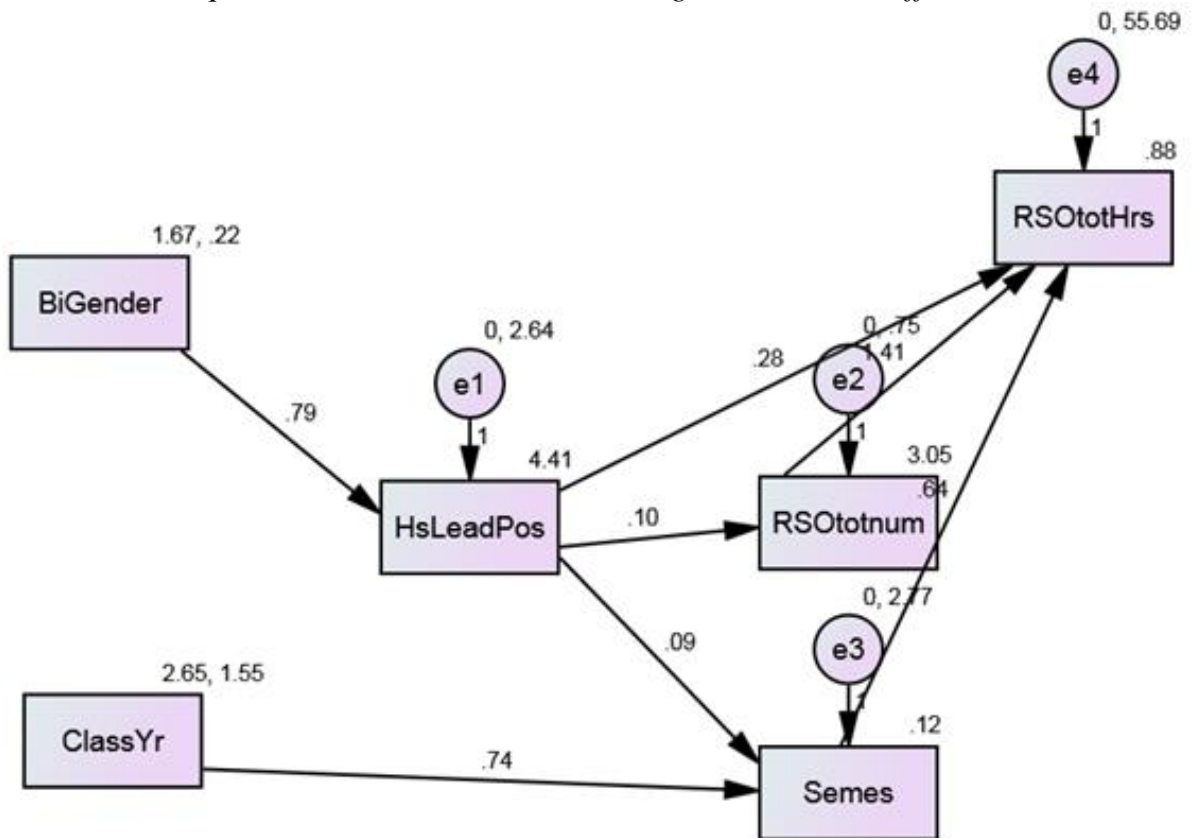 0, 55.69
e4
1
.88
RSOtotHrs
1.67, .22
BiGender
0, 2.64
e1
1
.79
4.41
HsLeadPos
.28
0, .75
1.41
e2
1
3.05
.64
.10
RSOtotnum
0, 2.77
e3
1
.09
.12
2.65, 1.55
ClassYr
.74
Semes